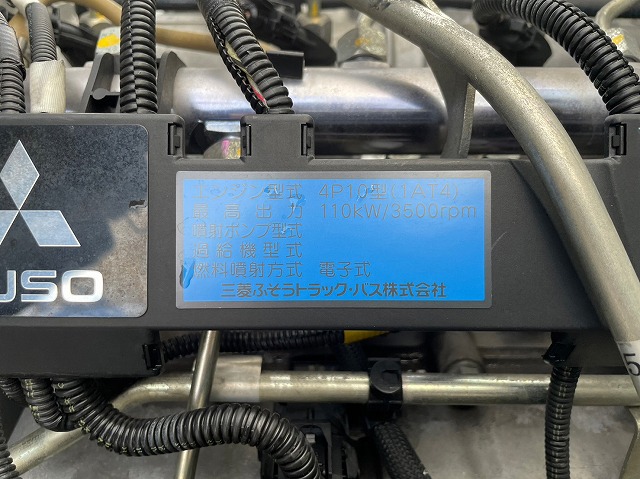 エンジン型式 4P10型(1AT4)
最高出力 110kW/3500rpm
噴射ポンプ型式
過給機型式
燃料噴射方式 電子式
三菱ふそうトラック・バス株式会社
USO
5